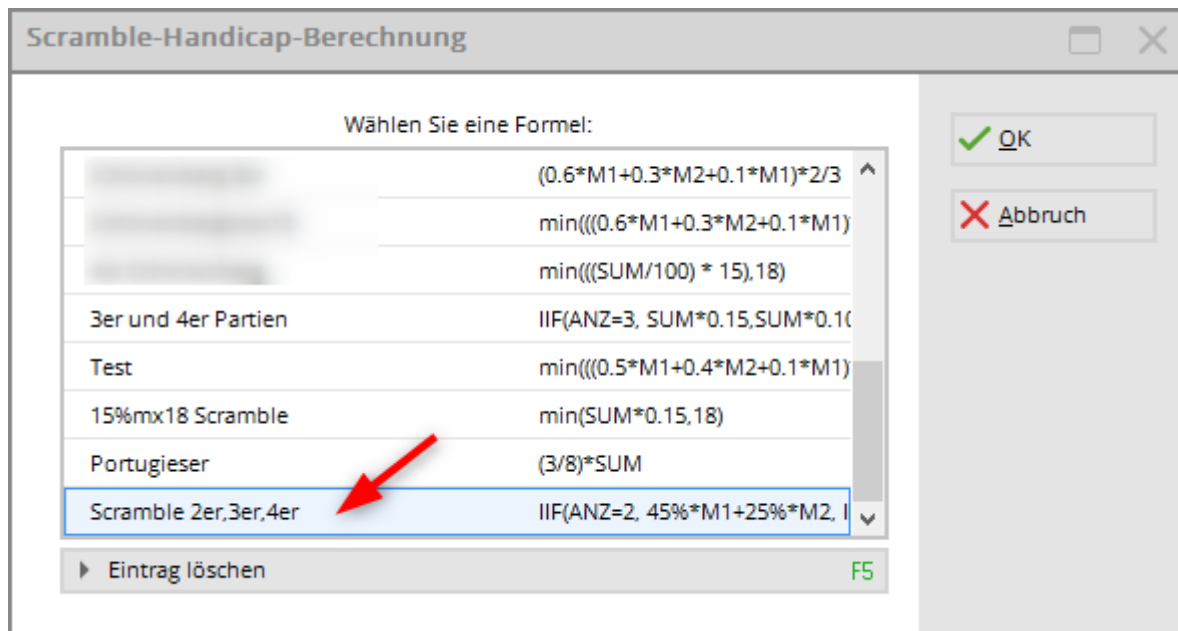 Scramble-Handicap-Berechnung
Wählen Sie eine Formel:
(0.6*M1+0.3*M2+0.1*M1)*2/3
min(((0.6*M1+0.3*M2+0.1*M1)
min(((SUM/100) * 15),18)
3er und 4er Partien IIF(ANZ=3, SUM*0.15,SUM*0.10
Test min(((0.5*M1+0.4*M2+0.1*M1)
15%mx18 Scramble min(SUM*0.15,18)
Portugieser (3/8)*SUM
Scramble 2er,3er,4er IIF(ANZ=2, 45%*M1+25%*M2, I
Eintrag löschen F5
OK
Abbruch